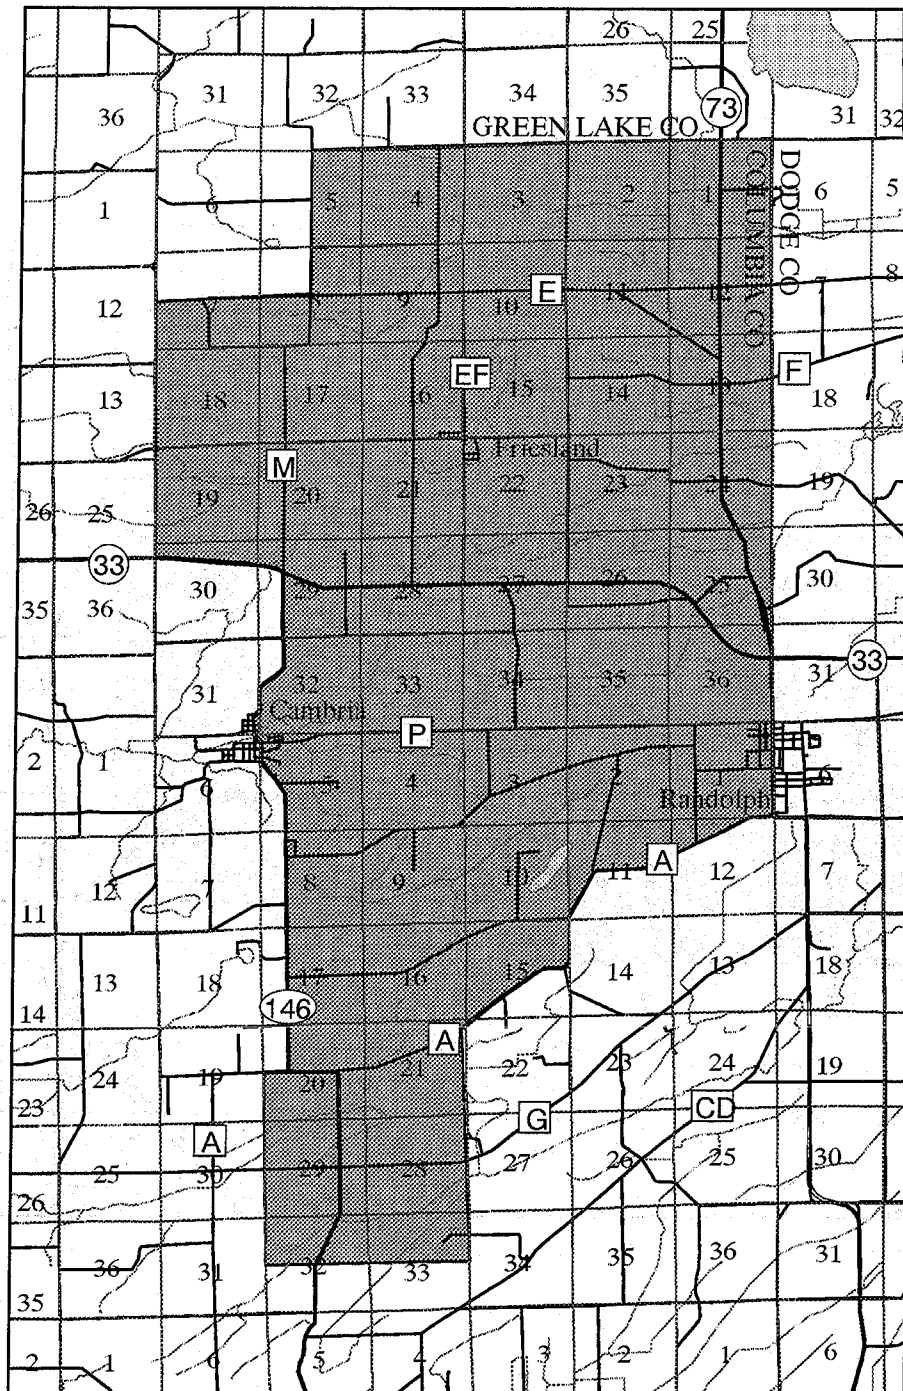 26 25
36 31 32 33 34 35 73 31 32
GREEN LAKE CO.
1 6 5 4 3 2 1 6 5
DODGE CO
COLUMBIA CO
12 7 8 9 10 E 11 12 7 8
13 18 17 16 EF 15 14 13 F 18
M Friesland
26 25 19 20 21 22 23 24 19
33
35 36 30 29 28 27 26 25 30
31 32 33 34 35 36 31 33
Cambria P
2 1 6 5 4 3 2 6
Randolph
11 12 7 8 9 10 11 A 12 7
14 13 18 17 16 15 14 13 18
146
A
23 24 19 20 21 22 23 24 19
A G CD
26 25 30 29 28 27 26 25 30
35 36 31 32 33 34 35 36 31
2 1 6 5 4 3 2 1 6